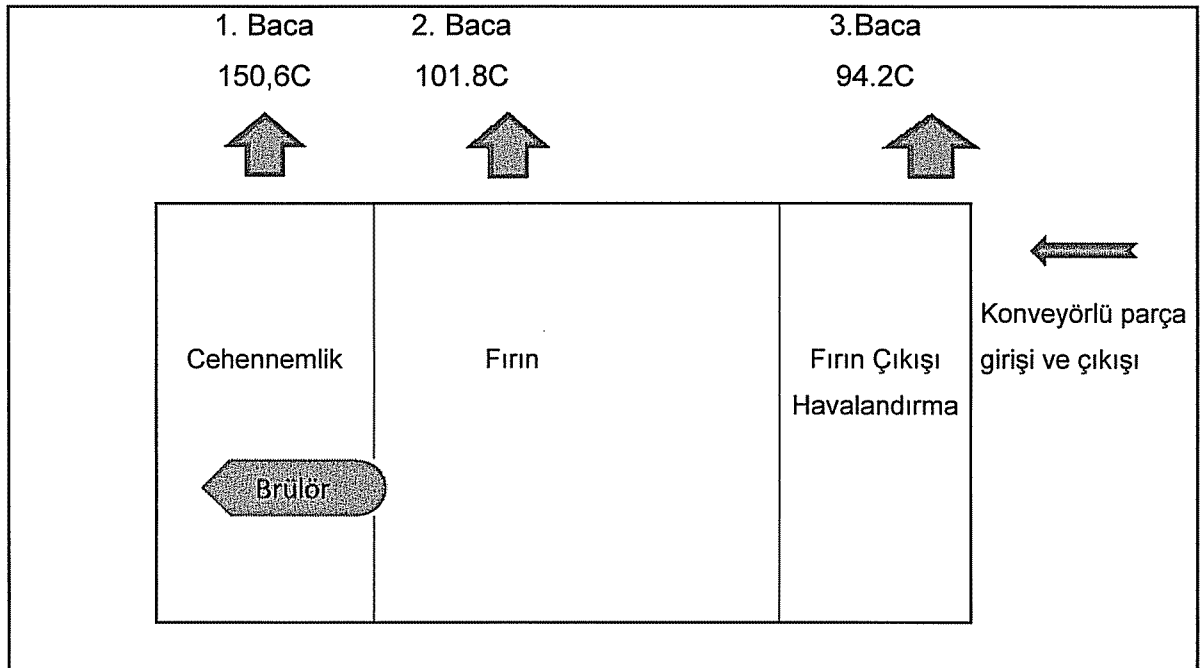 1. Baca 2. Baca 3.Baca
150,6C 101.8C 94.2C
Konveyörlü parça
girişi ve çıkışı
Cehennemlik Fırın Fırın Çıkışı
Havalandırma
Brülör